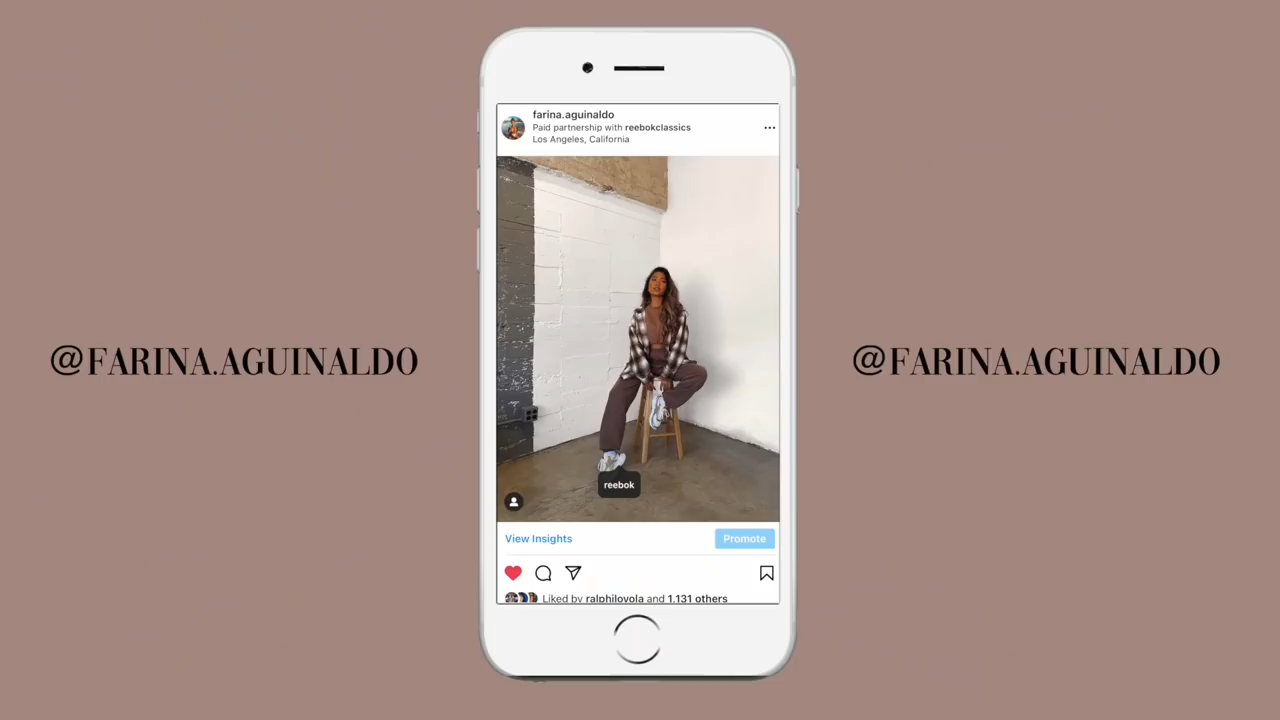 farina.aguinaldo
Paid partnership with reebokclassics
Los Angeles, California
@FARINA.AGUINALDO
@FARINA.AGUINALDO
reebok
View Insights
Promote
Liked by ralphiloyola and 1,131 others